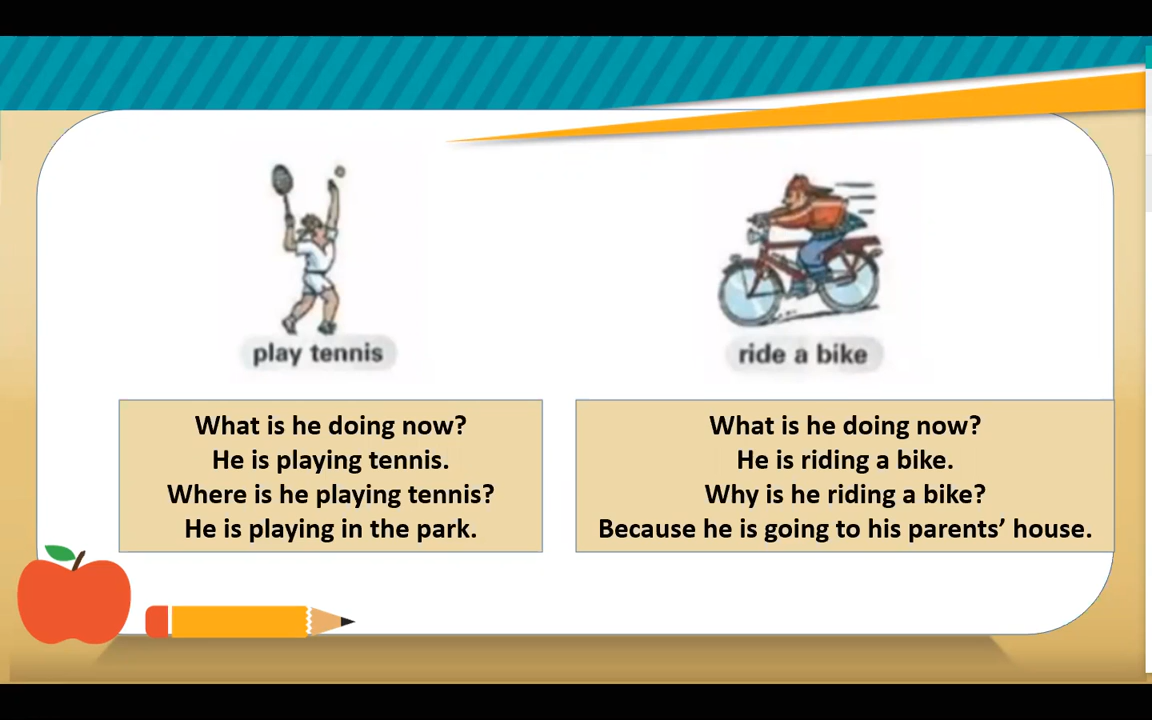 play tennis
ride a bike
What is he doing now?
He is playing tennis.
Where is he playing tennis?
He is playing in the park.
What is he doing now?
He is riding a bike.
Why is he riding a bike?
Because he is going to his parents’ house.